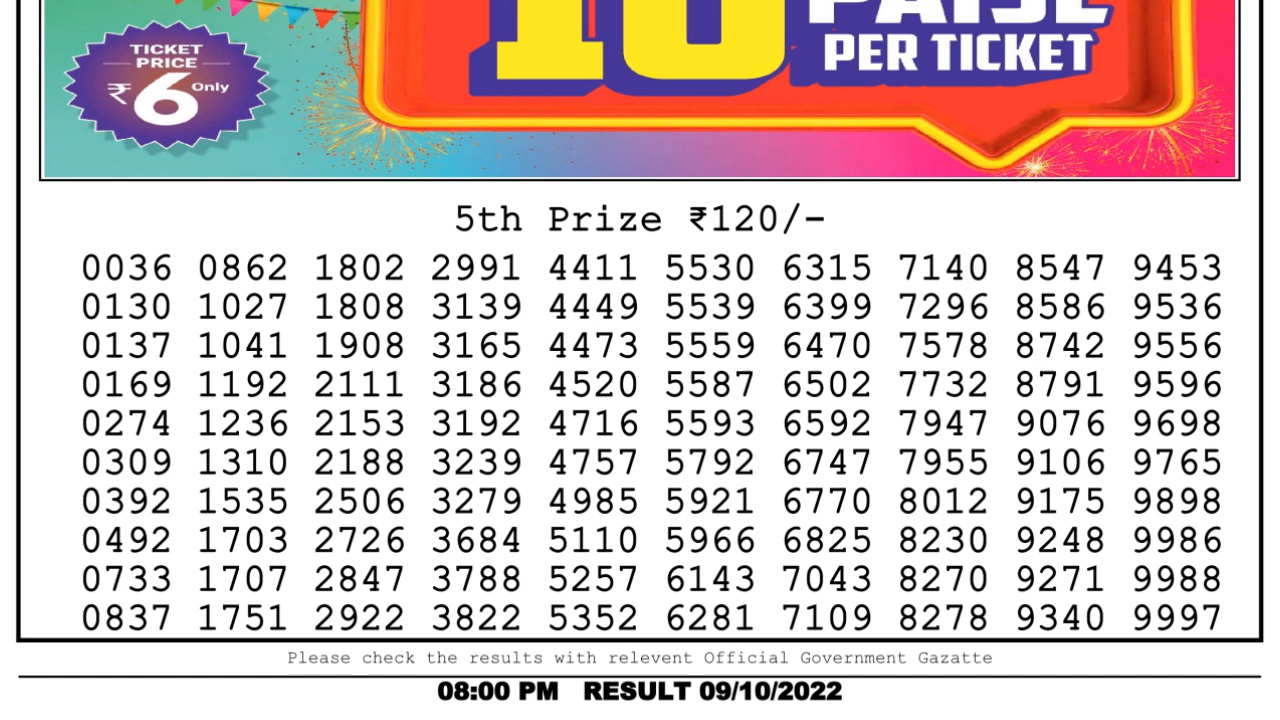 10 PAISE
PER TICKET
TICKET
PRICE
₹6 Only
5th Prize ₹120/-
0036 0862 1802 2991 4411 5530 6315 7140 8547 9453
0130 1027 1808 3139 4449 5539 6399 7296 8586 9536
0137 1041 1908 3165 4473 5559 6470 7578 8742 9556
0169 1192 2111 3186 4520 5587 6502 7732 8791 9596
0274 1236 2153 3192 4716 5593 6592 7947 9076 9698
0309 1310 2188 3239 4757 5792 6747 7955 9106 9765
0392 1535 2506 3279 4985 5921 6770 8012 9175 9898
0492 1703 2726 3684 5110 5966 6825 8230 9248 9986
0733 1707 2847 3788 5257 6143 7043 8270 9271 9988
0837 1751 2922 3822 5352 6281 7109 8278 9340 9997
Please check the results with relevent Official Government Gazatte
08:00 PM RESULT 09/10/2022